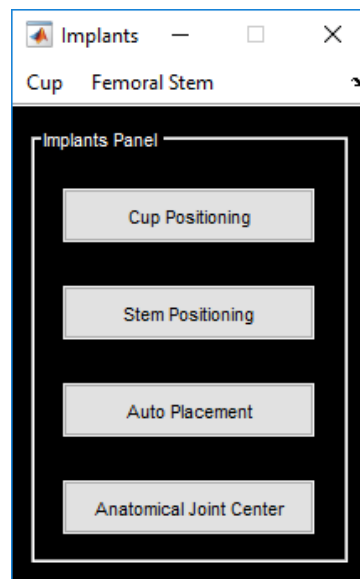 Implants
Cup Femoral Stem
Implants Panel
Cup Positioning
Stem Positioning
Auto Placement
Anatomical Joint Center